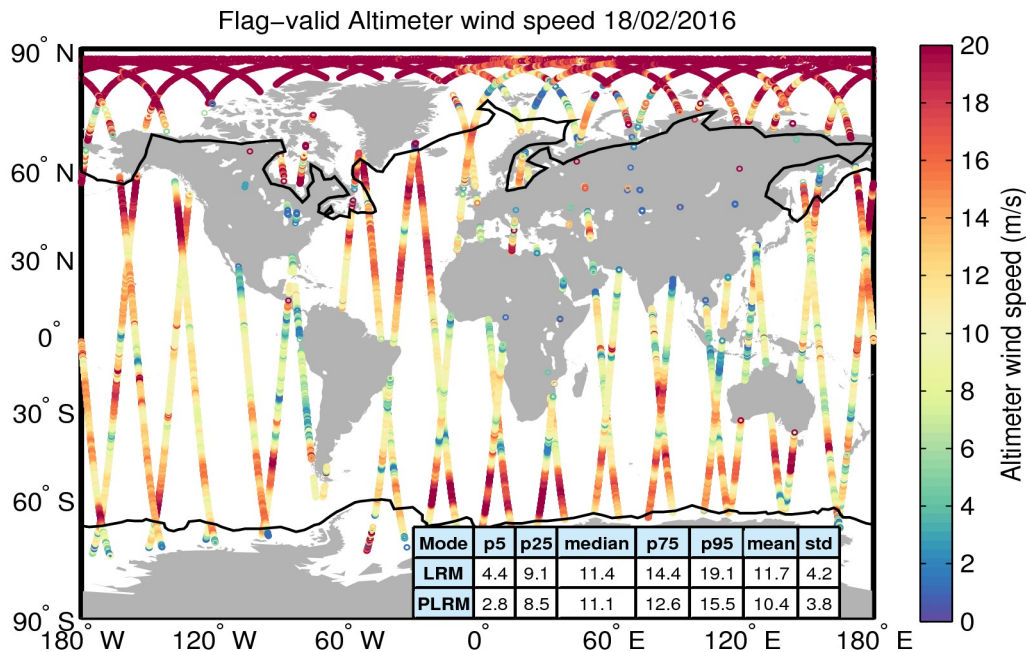 Flag−valid Altimeter wind speed 18/02/2016
90° N
60° N
30° N
0°
30° S
60° S
90° S
180° W
120° W
60° W
0°
60° E
120° E
180° E
Mode p5 p25 median p75 p95 mean std
LRM 4.4 9.1 11.4 14.4 19.1 11.7 4.2
PLRM 2.8 8.5 11.1 12.6 15.5 10.4 3.8
20
18
16
14
12
10
8
6
4
2
0
Altimeter wind speed (m/s)